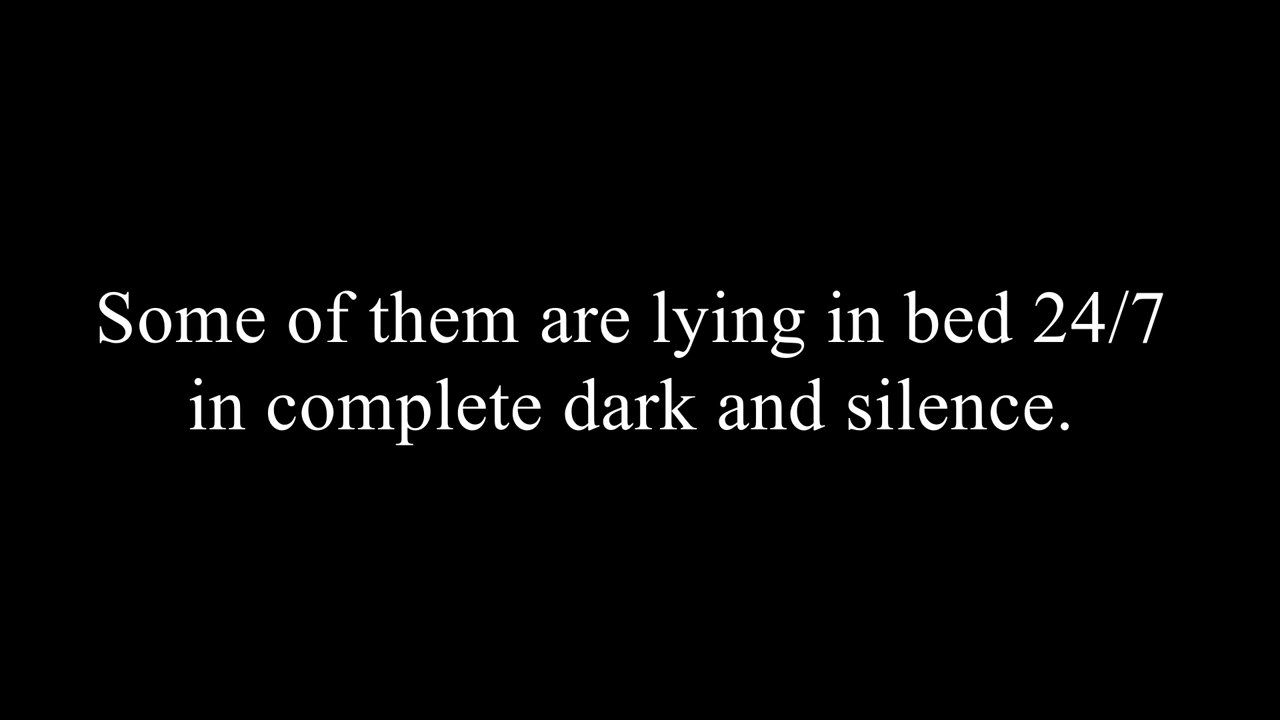 Some of them are lying in bed 24/7
in complete dark and silence.